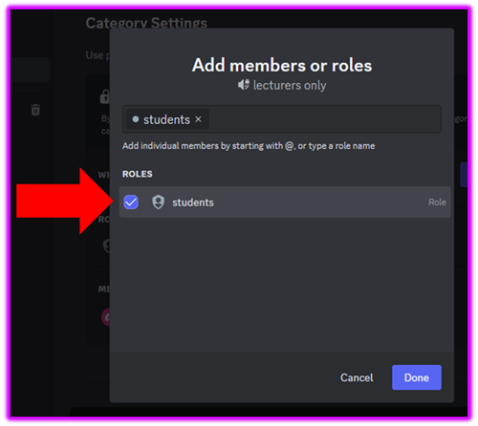 Category Settings
Use p
Add members or roles
lecturers only
students ×
Add individual members by starting with @, or type a role name
ROLES
students Role
Cancel Done